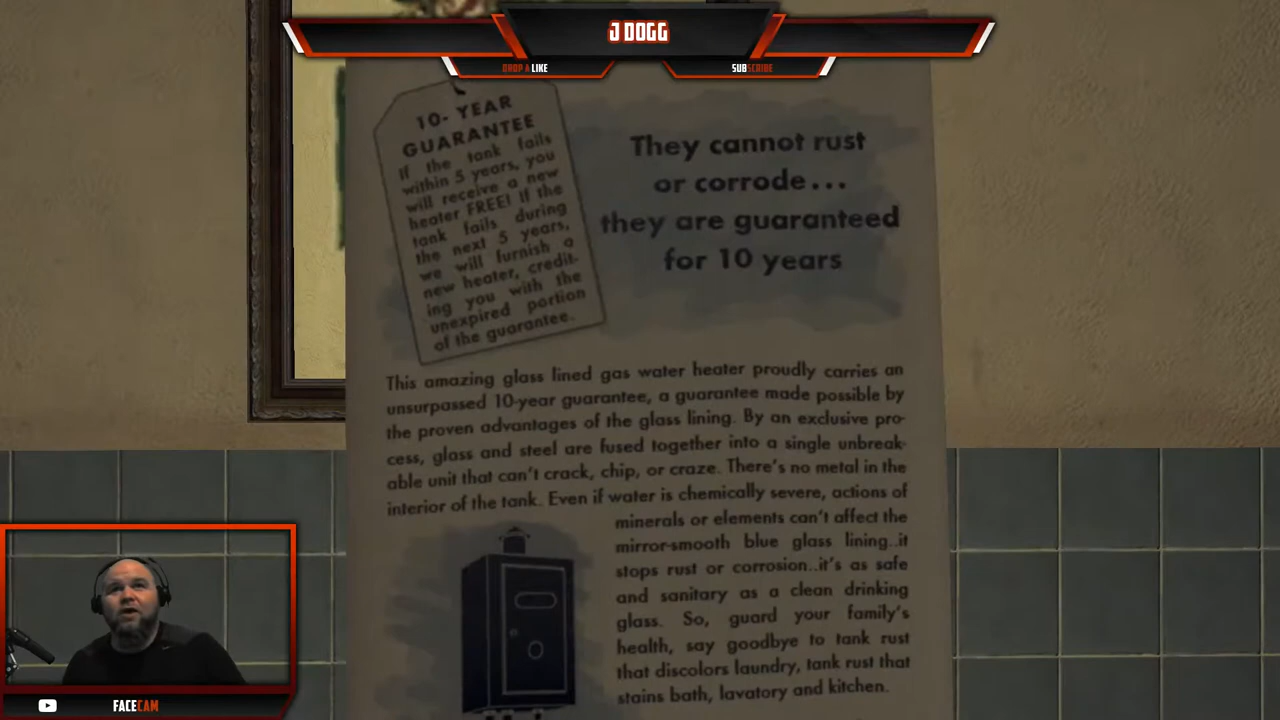 J DOGG
DROP A LIKE
SUBSCRIBE
10- YEAR
GUARANTEE
If the tank fails
within 5 years, you
will receive a new
heater FREE! If the
tank fails during
the next 5 years,
we will furnish a
new heater, credit-
ing you with the
unexpired portion
of the guarantee.
They cannot rust
or corrode...
they are guaranteed
for 10 years
This amazing glass lined gas water heater proudly carries an
unsurpassed 10-year guarantee, a guarantee made possible by
the proven advantages of the glass lining. By an exclusive pro-
cess, glass and steel are fused together into a single unbreak-
able unit that can't crack, chip, or craze. There's no metal in the
interior of the tank. Even if water is chemically severe, actions of
minerals or elements can't affect the
mirror-smooth blue glass lining..it
stops rust or corrosion..it's as safe
and sanitary as a clean drinking
glass. So, guard your family's
health, say goodbye to tank rust
that discolors laundry, tank rust that
stains bath, lavatory and kitchen.
FACECAM